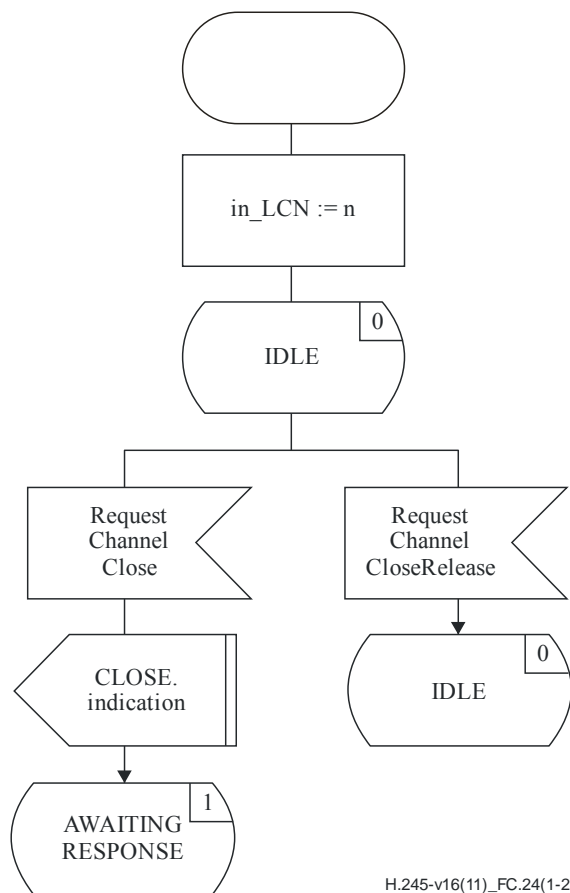 in_LCN := n
0
IDLE
Request
Channel
Close
Request
Channel
CloseRelease
CLOSE.
indication
0
IDLE
1
AWAITING
RESPONSE
H.245-v16(11)_FC.24(1-2